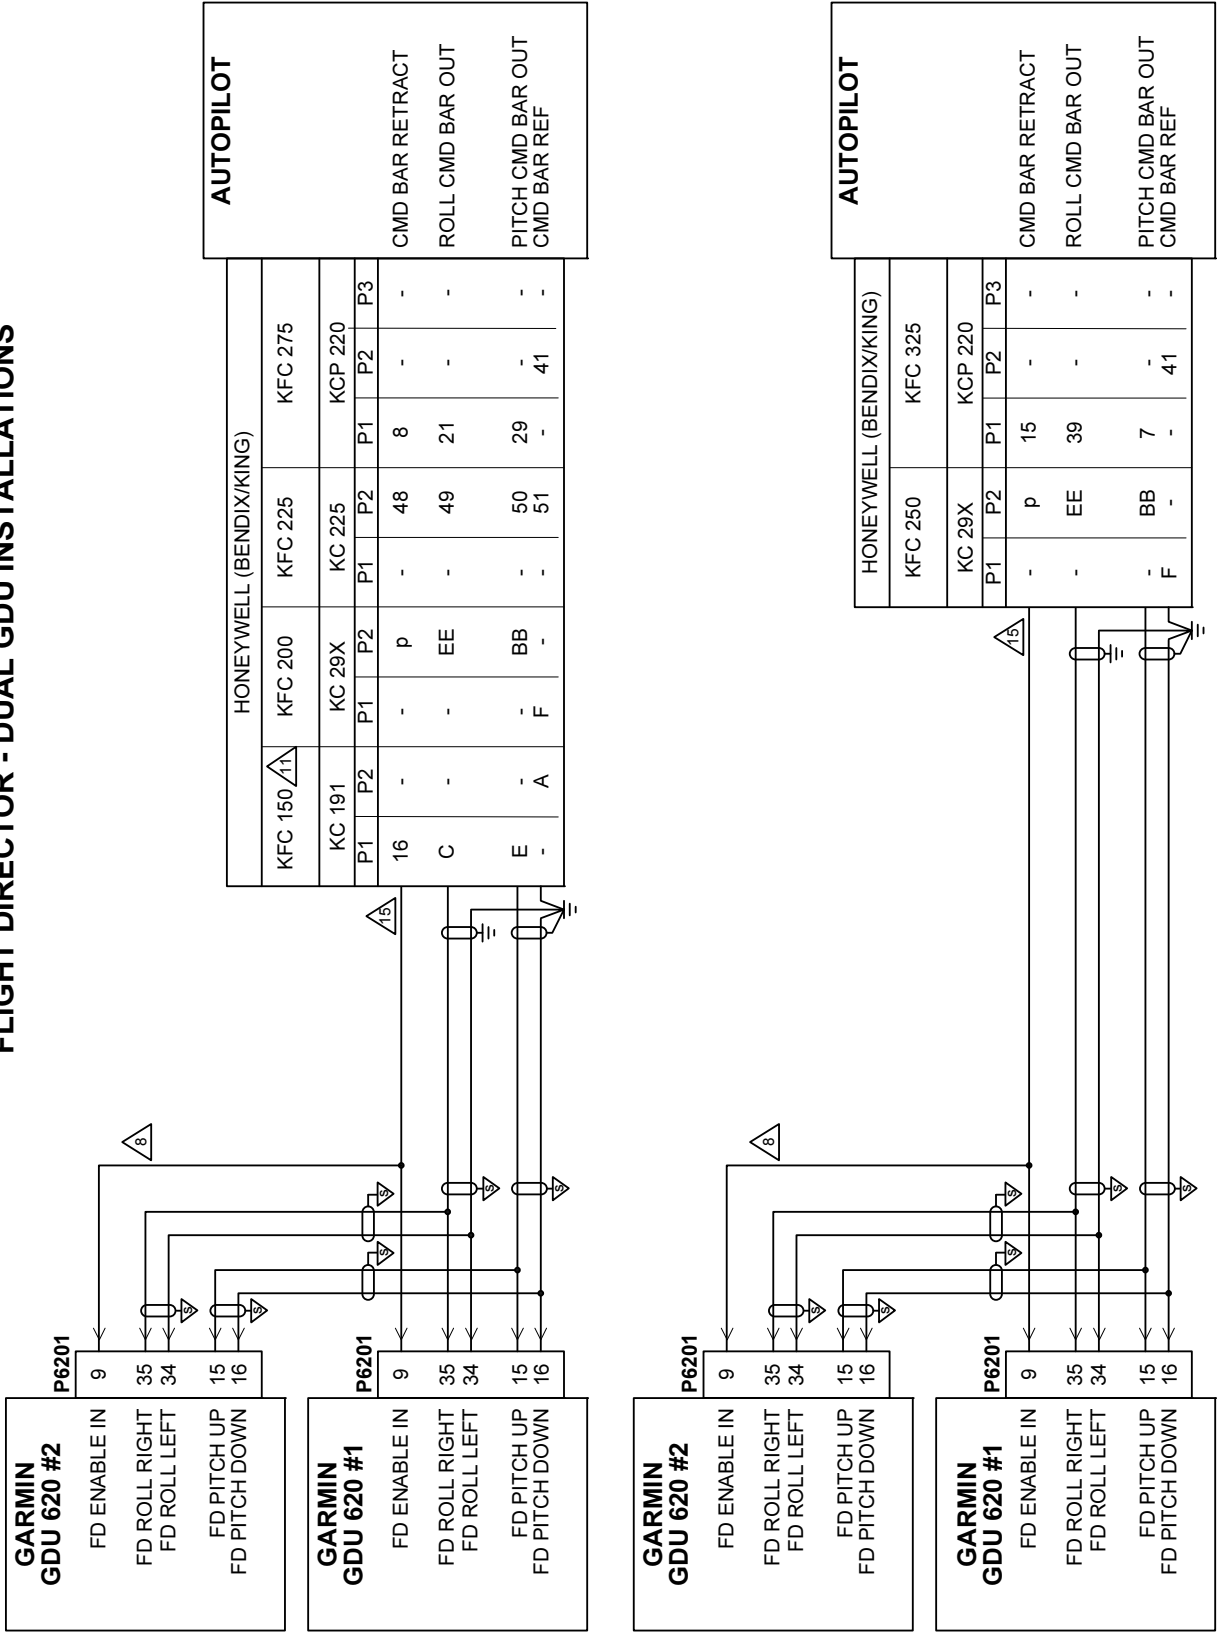 FLIGHT DIRECTOR - DUAL GDU INSTALLATIONS
GARMIN
GDU 620 #2
P6201
FD ENABLE IN 9
FD ROLL RIGHT 35
FD ROLL LEFT 34
FD PITCH UP 15
FD PITCH DOWN 16
8
S
S
S
S
GARMIN
GDU 620 #1
P6201
FD ENABLE IN 9
FD ROLL RIGHT 35
FD ROLL LEFT 34
FD PITCH UP 15
FD PITCH DOWN 16
S
S
15
HONEYWELL (BENDIX/KING)
KFC 150 11 KFC 200 KFC 225 KFC 275
KC 191 KC 29X KC 225 KCP 220
P1 P2 P1 P2 P1 P2 P1 P2 P3
16 - - p - 48 8 - -
C - - EE - 49 21 - -
E - - BB - 50 29 - -
- A F - - 51 - 41 -
AUTOPILOT
CMD BAR RETRACT
ROLL CMD BAR OUT
PITCH CMD BAR OUT
CMD BAR REF
GARMIN
GDU 620 #2
P6201
FD ENABLE IN 9
FD ROLL RIGHT 35
FD ROLL LEFT 34
FD PITCH UP 15
FD PITCH DOWN 16
8
S
S
S
S
GARMIN
GDU 620 #1
P6201
FD ENABLE IN 9
FD ROLL RIGHT 35
FD ROLL LEFT 34
FD PITCH UP 15
FD PITCH DOWN 16
S
S
15
HONEYWELL (BENDIX/KING)
KFC 250 KFC 325
KC 29X KCP 220
P1 P2 P1 P2 P3
- p 15 - -
- EE 39 - -
- BB 7 - -
F - - 41 -
AUTOPILOT
CMD BAR RETRACT
ROLL CMD BAR OUT
PITCH CMD BAR OUT
CMD BAR REF